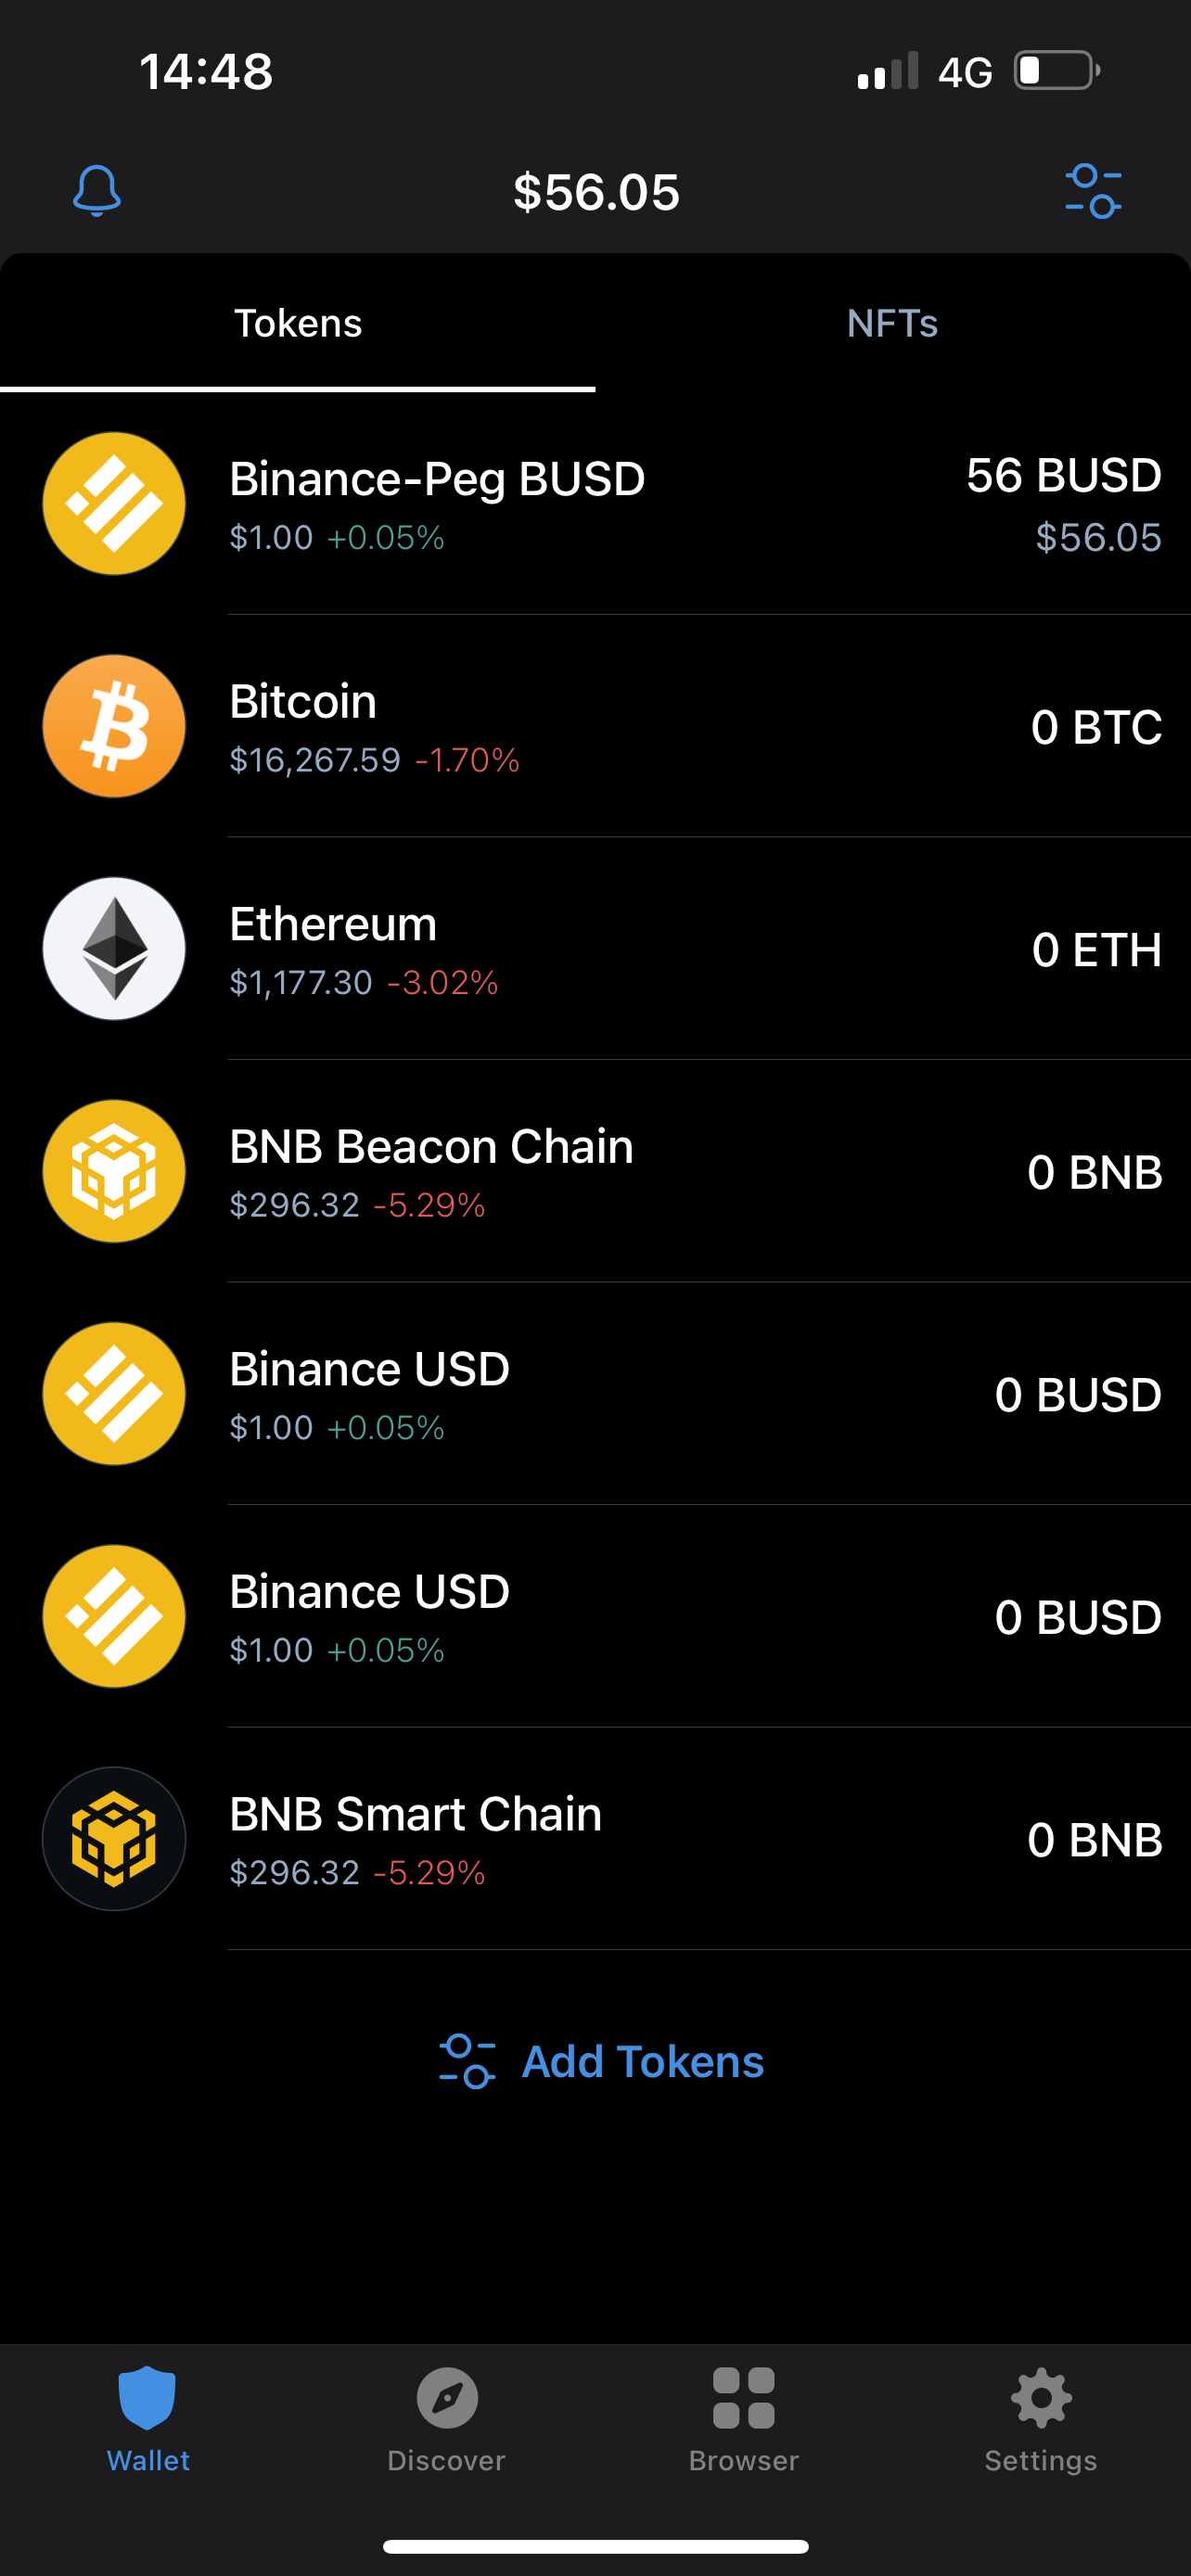 14:48
4G
$56.05
Tokens
NFTs
Binance-Peg BUSD
56 BUSD
$1.00 +0.05%
$56.05
Bitcoin
0 BTC
$16,267.59 -1.70%
Ethereum
0 ETH
$1,177.30 -3.02%
BNB Beacon Chain
0 BNB
$296.32 -5.29%
Binance USD
0 BUSD
$1.00 +0.05%
Binance USD
0 BUSD
$1.00 +0.05%
BNB Smart Chain
0 BNB
$296.32 -5.29%
Add Tokens
Wallet
Discover
Browser
Settings